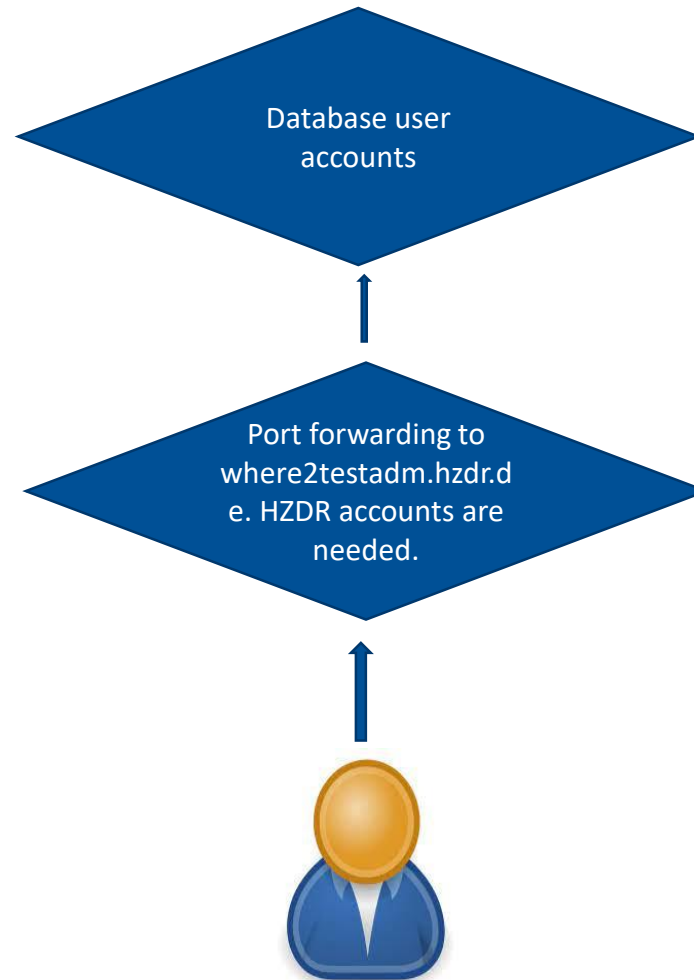 Database user
accounts
Port forwarding to
where2testadm.hzdr.d
e. HZDR accounts are
needed.